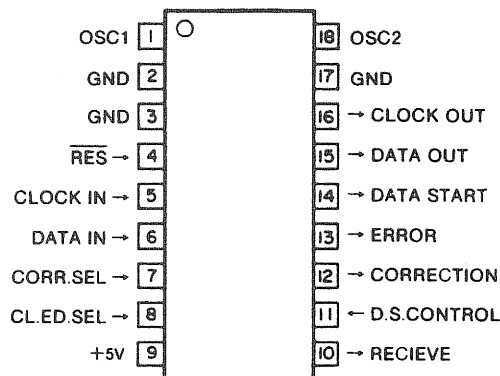 OSC1 1 18 OSC2
GND 2 17 GND
GND 3 16 → CLOCK OUT
R̅E̅S̅ → 4 15 → DATA OUT
CLOCK IN → 5 14 → DATA START
DATA IN → 6 13 → ERROR
CORR.SEL → 7 12 → CORRECTION
CL.ED.SEL → 8 11 ← D.S.CONTROL
+5V 9 10 → RECIEVE